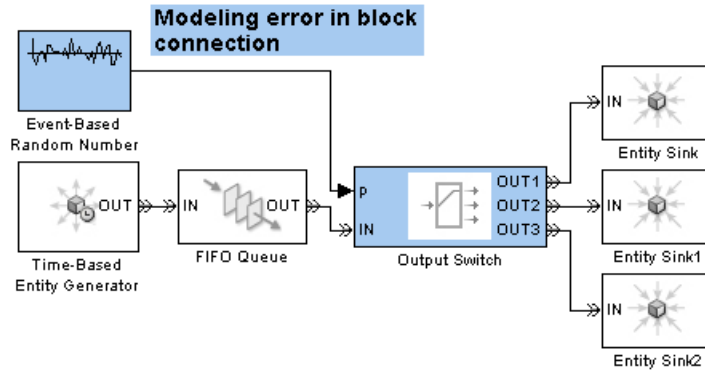 Modeling error in block
connection
Event-Based
Random Number
OUT
Time-Based
Entity Generator
IN OUT
FIFO Queue
p
IN
OUT1
OUT2
OUT3
Output Switch
IN
Entity Sink
IN
Entity Sink1
IN
Entity Sink2